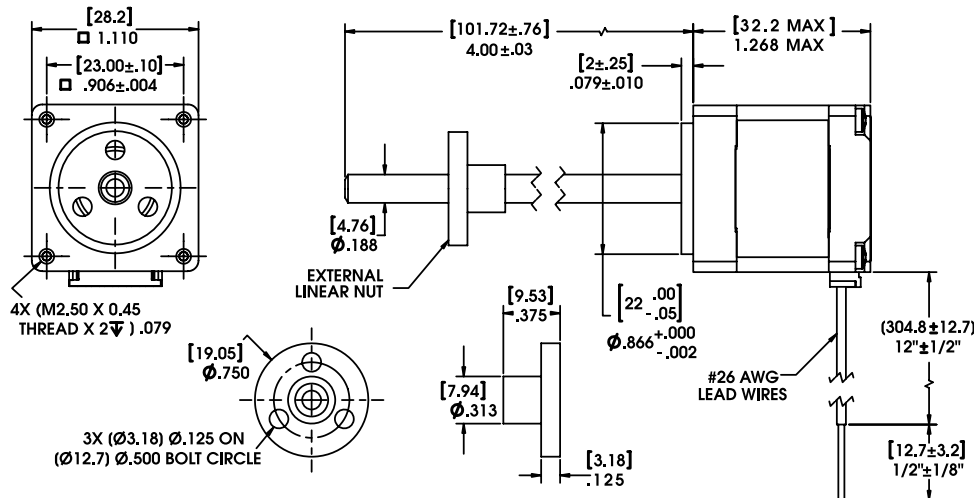 [28.2]
□ 1.110
[23.00±.10]
□ .906±.004
[101.72±.76]
4.00±.03
[32.2 MAX ]
1.268 MAX
[2±.25]
.079±.010
[4.76]
Ø.188
EXTERNAL
LINEAR NUT
4X (M2.50 X 0.45
THREAD X 2↧ ) .079
[9.53]
.375
[22 .00
-.05]
Ø.866+.000
-.002
(304.8±12.7)
12"±1/2"
#26 AWG
LEAD WIRES
[19.05]
Ø.750
[7.94]
Ø.313
3X (Ø3.18) Ø.125 ON
(Ø12.7) Ø.500 BOLT CIRCLE
[3.18]
.125
[12.7±3.2]
1/2"±1/8"